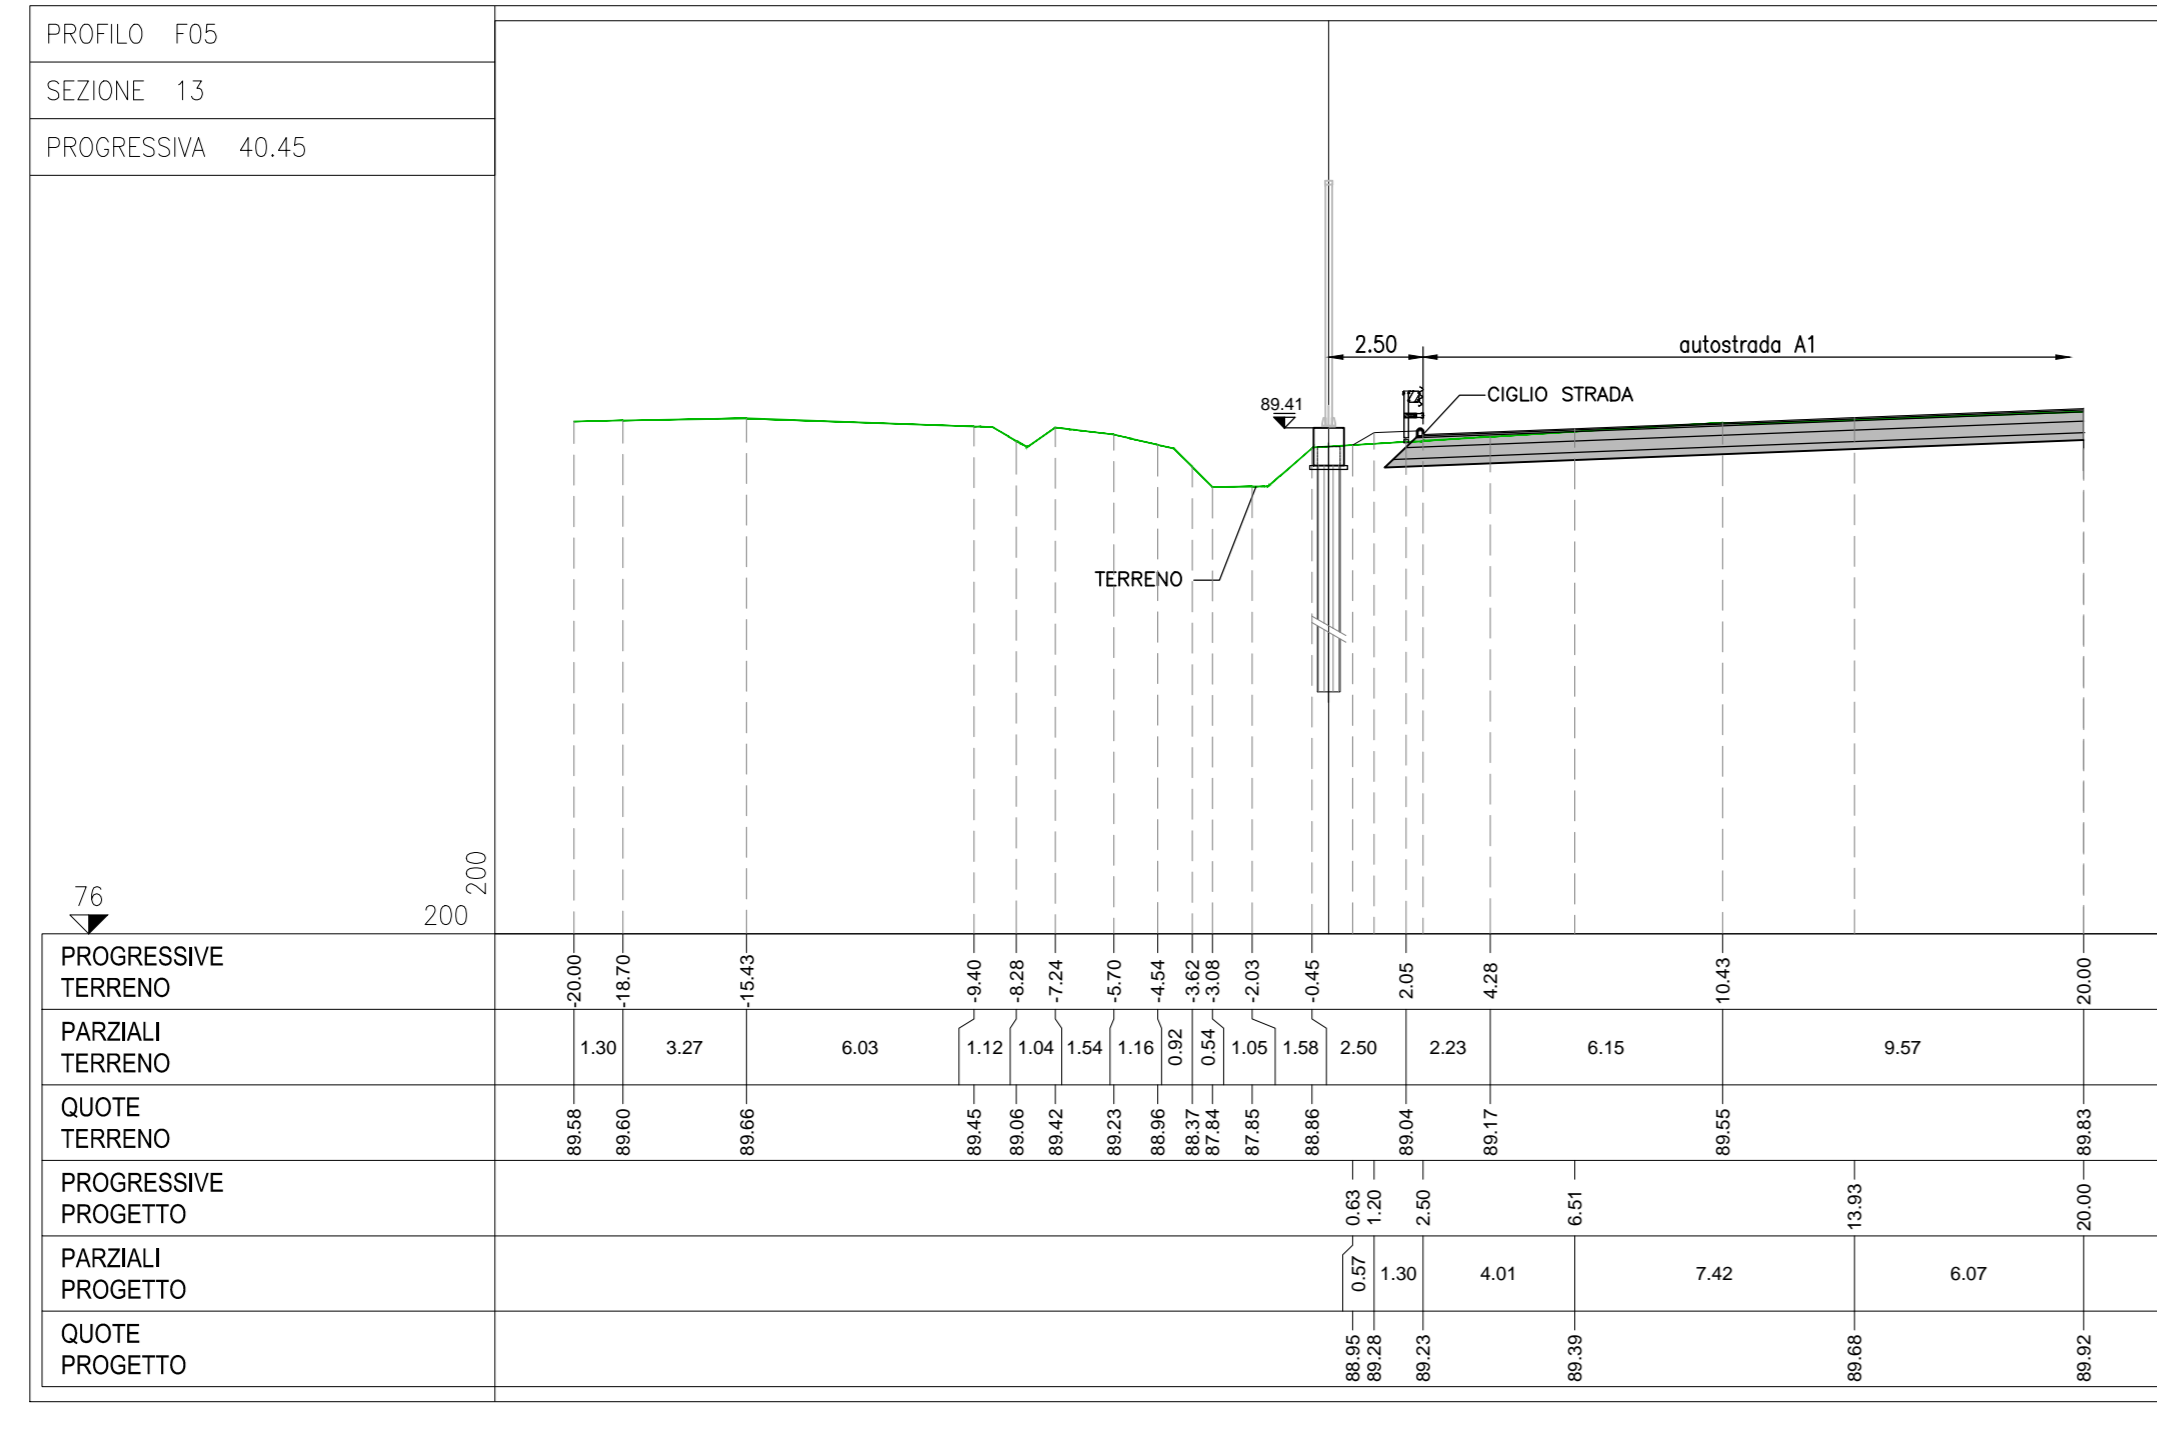 PROFILO F05
SEZIONE 13
PROGRESSIVA 40.45
2.50
autostrada A1
CIGLIO STRADA
89.41
TERRENO
200
76
200
PROGRESSIVE
TERRENO
-20.00 -18.70 -15.43 -9.40 -8.28 -7.24 -5.70 -4.54 -3.62 -3.08 -2.03 -0.45 2.05 4.28 10.43 20.00
PARZIALI
TERRENO
1.30 3.27 6.03 1.12 1.04 1.54 1.16 0.92 0.54 1.05 1.58 2.50 2.23 6.15 9.57
QUOTE
TERRENO
89.58 89.60 89.66 89.45 89.06 89.42 89.23 88.96 88.37 87.84 87.85 88.86 89.04 89.17 89.55 89.83
PROGRESSIVE
PROGETTO
0.63 1.20 2.50 6.51 13.93 20.00
PARZIALI
PROGETTO
0.57 1.30 4.01 7.42 6.07
QUOTE
PROGETTO
88.95 89.28 89.23 89.39 89.68 89.92